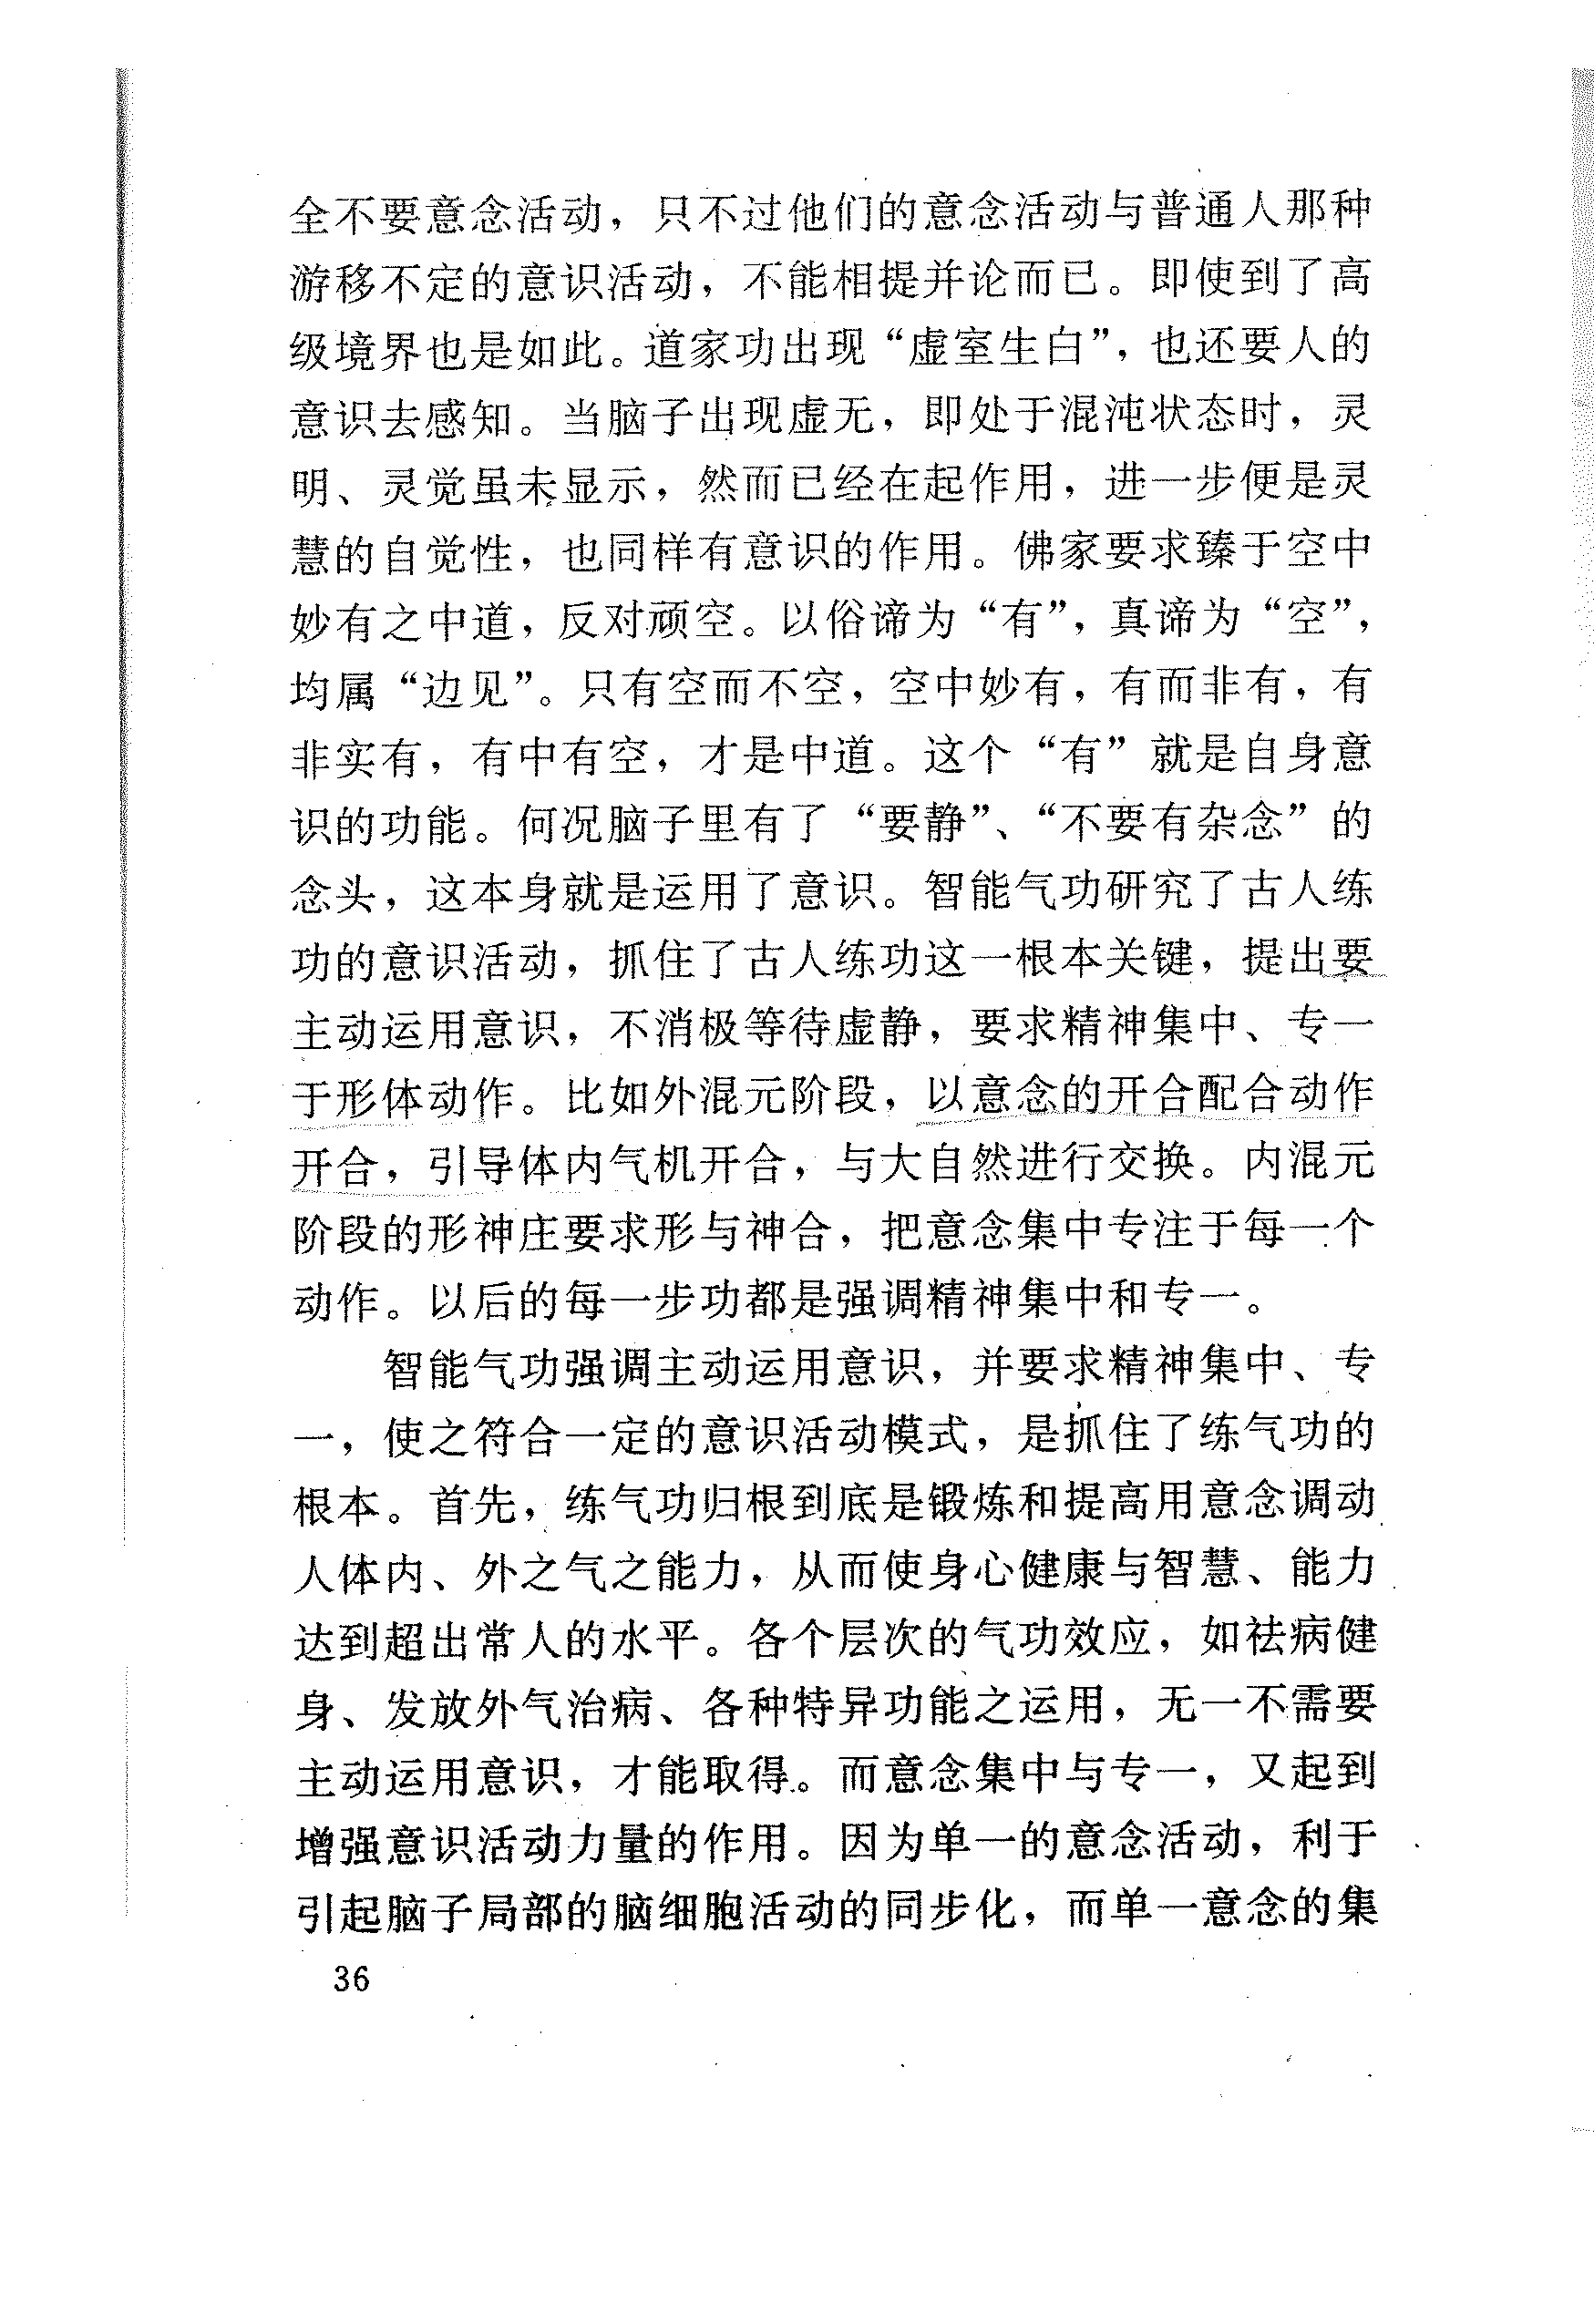 全不要意念活动，只不过他们的意念活动与普通人那种
游移不定的意识活动，不能相提并论而已。即使到了高
级境界也是如此。道家功出现“虚室生白”，也还要人的
意识去感知。当脑子出现虚无，即处于混沌状态时，灵
明、灵觉虽未显示，然而已经在起作用，进一步便是灵
慧的自觉性，也同样有意识的作用。佛家要求臻于空中
妙有之中道，反对顽空。以俗谛为“有”，真谛为“空”，
均属“边见”。只有空而不空，空中妙有，有而非有，有
非实有，有中有空，才是中道。这个“有”就是自身意
识的功能。何况脑子里有了“要静”、“不要有杂念”的
念头，这本身就是运用了意识。智能气功研究了古人练
功的意识活动，抓住了古人练功这一根本关键，提出要
主动运用意识，不消极等待虚静，要求精神集中、专一
于形体动作。比如外混元阶段，以意念的开合配合动作
开合，引导体内气机开合，与大自然进行交换。内混元
阶段的形神庄要求形与神合，把意念集中专注于每一个
动作。以后的每一步功都是强调精神集中和专一。
智能气功强调主动运用意识，并要求精神集中、专
一，使之符合一定的意识活动模式，是抓住了练气功的
根本。首先，练气功归根到底是锻炼和提高用意念调动
人体内、外之气之能力，从而使身心健康与智慧、能力
达到超出常人的水平。各个层次的气功效应，如祛病健
身、发放外气治病、各种特异功能之运用，无一不需要
主动运用意识，才能取得。而意念集中与专一，又起到
增强意识活动力量的作用。因为单一的意念活动，利于
引起脑子局部的脑细胞活动的同步化，而单一意念的集
36